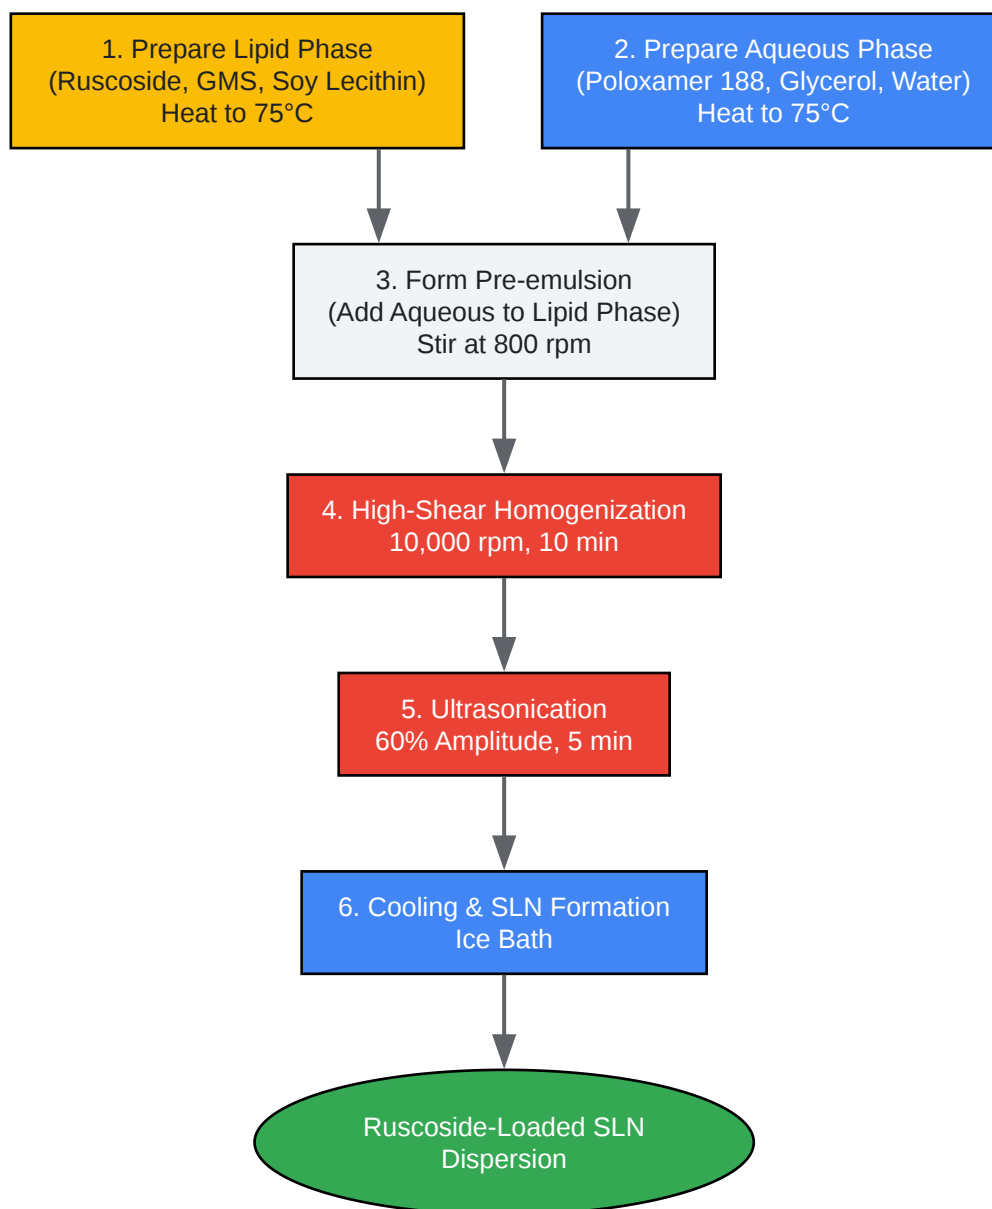 1. Prepare Lipid Phase
(Ruscoside, GMS, Soy Lecithin)
Heat to 75°C
2. Prepare Aqueous Phase
(Poloxamer 188, Glycerol, Water)
Heat to 75°C
3. Form Pre-emulsion
(Add Aqueous to Lipid Phase)
Stir at 800 rpm
4. High-Shear Homogenization
10,000 rpm, 10 min
5. Ultrasonication
60% Amplitude, 5 min
6. Cooling & SLN Formation
Ice Bath
Ruscoside-Loaded SLN
Dispersion